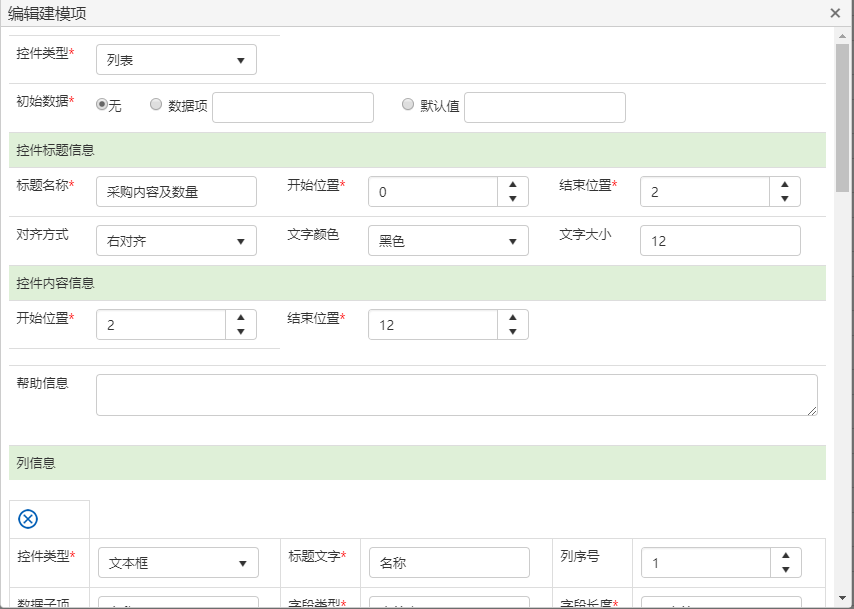 编辑建模项
控件类型* 列表
初始数据* 无 数据项 默认值
控件标题信息
标题名称* 采购内容及数量 开始位置* 0 结束位置* 2
对齐方式 右对齐 文字颜色 黑色 文字大小 12
控件内容信息
开始位置* 2 结束位置* 12
帮助信息
列信息
控件类型* 文本框 标题文字* 名称 列序号 1
数据子项 字段类型* 字段长度*